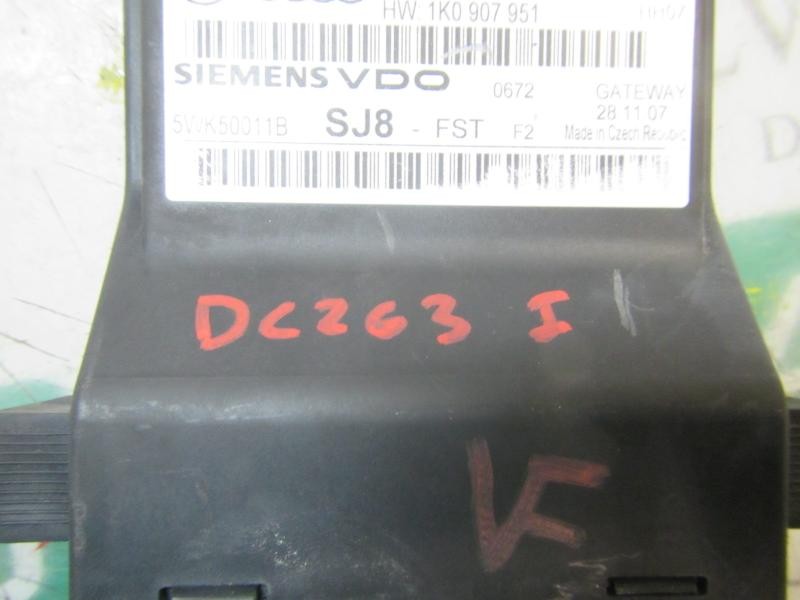 HW: 1K0 907 951
SIEMENS VDO 0672 GATEWAY
28 11 07
5WK50011B SJ8 - FST F2 Made in Czech Republic
DC263 I
VF